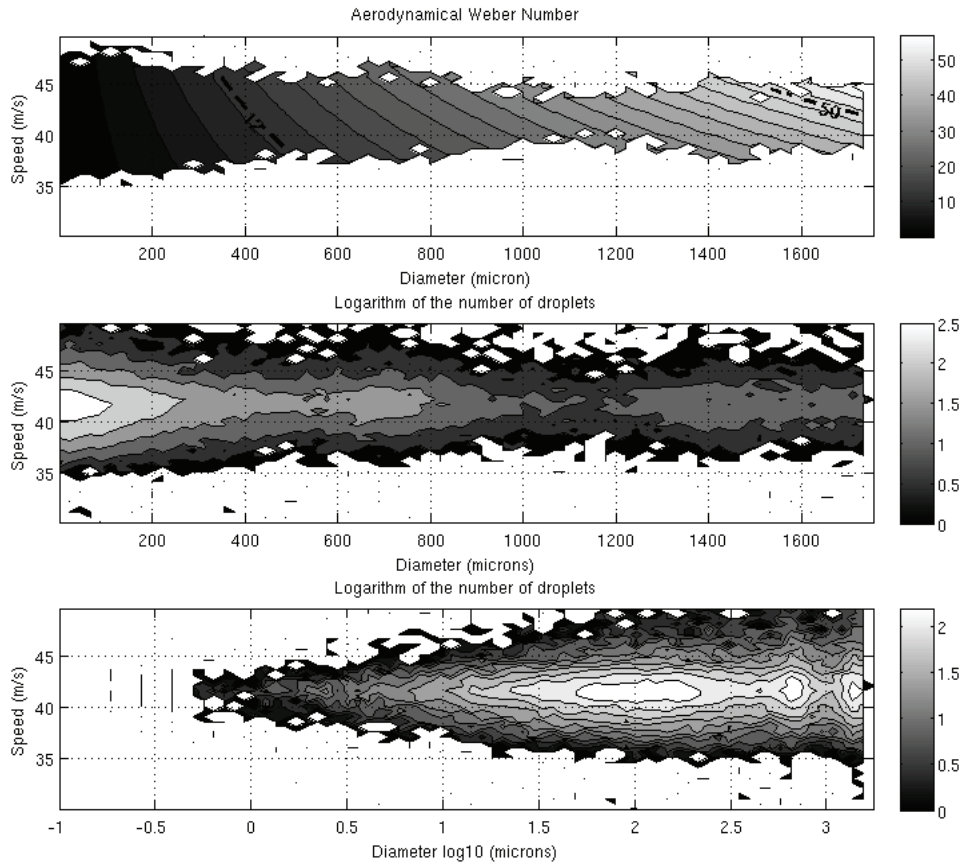 Aerodynamical Weber Number
Speed (m/s)
45
40
35
12
50
200 400 600 800 1000 1200 1400 1600
Diameter (micron)
50
40
30
20
10
Logarithm of the number of droplets
Speed (m/s)
45
40
35
200 400 600 800 1000 1200 1400 1600
Diameter (microns)
2.5
2
1.5
1
0.5
0
Logarithm of the number of droplets
Speed (m/s)
45
40
35
-1 -0.5 0 0.5 1 1.5 2 2.5 3
Diameter log10 (microns)
2
1.5
1
0.5
0